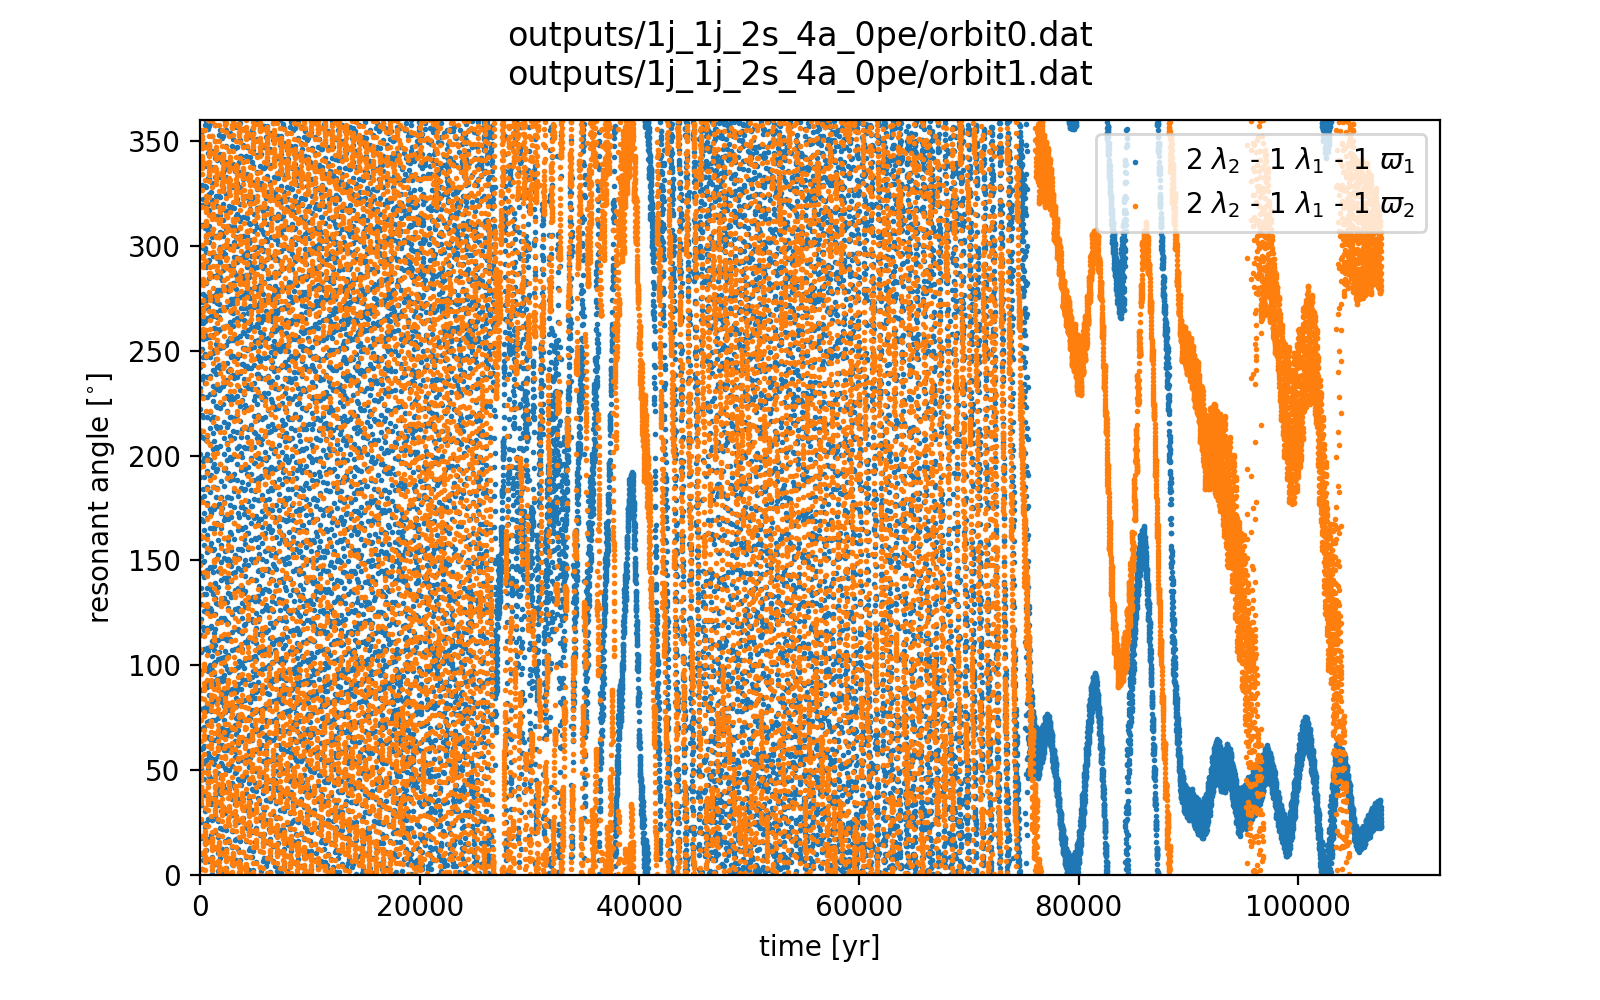 outputs/1j_1j_2s_4a_0pe/orbit0.dat
outputs/1j_1j_2s_4a_0pe/orbit1.dat
350
300
250
200
150
100
50
0
resonant angle [°]
2 λ₂ - 1 λ₁ - 1 ϖ₁
2 λ₂ - 1 λ₁ - 1 ϖ₂
0 20000 40000 60000 80000 100000
time [yr]